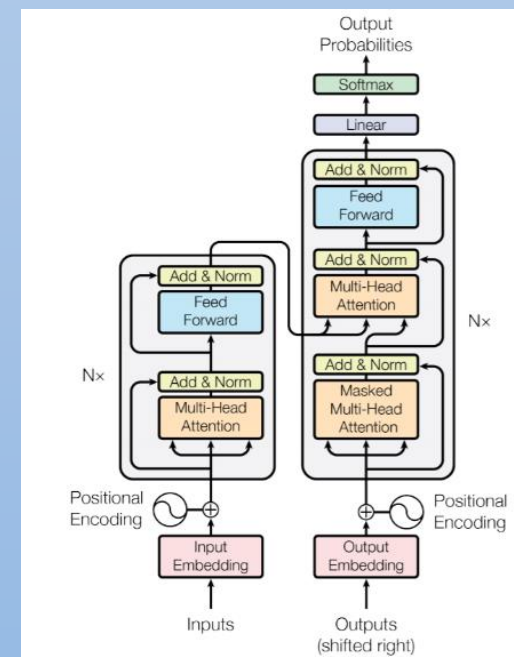 Output
Probabilities
Softmax
Linear
Add & Norm
Feed
Forward
Add & Norm
Multi-Head
Attention
Add & Norm
Masked
Multi-Head
Attention
Nx
Positional
Encoding
Output
Embedding
Outputs
(shifted right)
Add & Norm
Feed
Forward
Add & Norm
Multi-Head
Attention
Nx
Positional
Encoding
Input
Embedding
Inputs